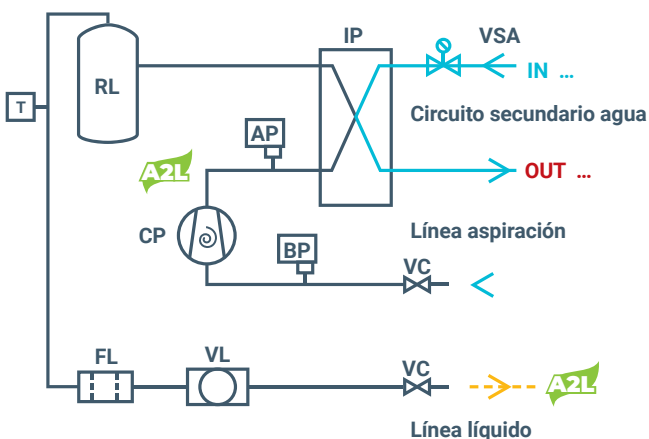 IP
VSA
RL
IN ...
T
Circuito secundario agua
AP
A2L
OUT ...
CP
Línea aspiración
BP
VC
FL
VL
VC
A2L
Línea líquido